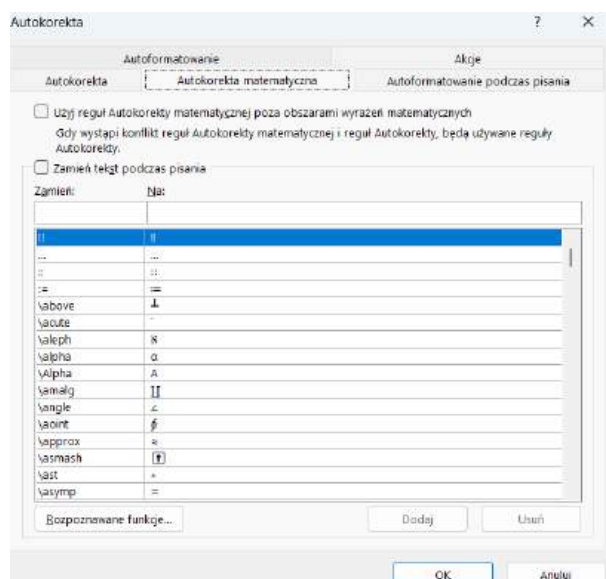 Autokorekta ? ×
Autoformatowanie Akcje
Autokorekta Autokorekta matematyczna Autoformatowanie podczas pisania
Użyj reguł Autokorekty matematycznej poza obszarami wyrażeń matematycznych
Gdy wystąpi konflikt reguł Autokorekty matematycznej i reguł Autokorekty, będą używane reguły
Autokorekty.
Zamień tekst podczas pisania
Zamień: Na:
!! ‼
... …
:: ∷
:= ≔
\above ┴
\acute ´
\aleph ℵ
\alpha α
\Alpha Α
\amalg ∐
\angle ∠
\aoint ∳
\approx ≈
\asmash ⬆
\ast ∗
\asymp ≍
Rozpoznawane funkcje... Dodaj Usuń
OK Anuluj